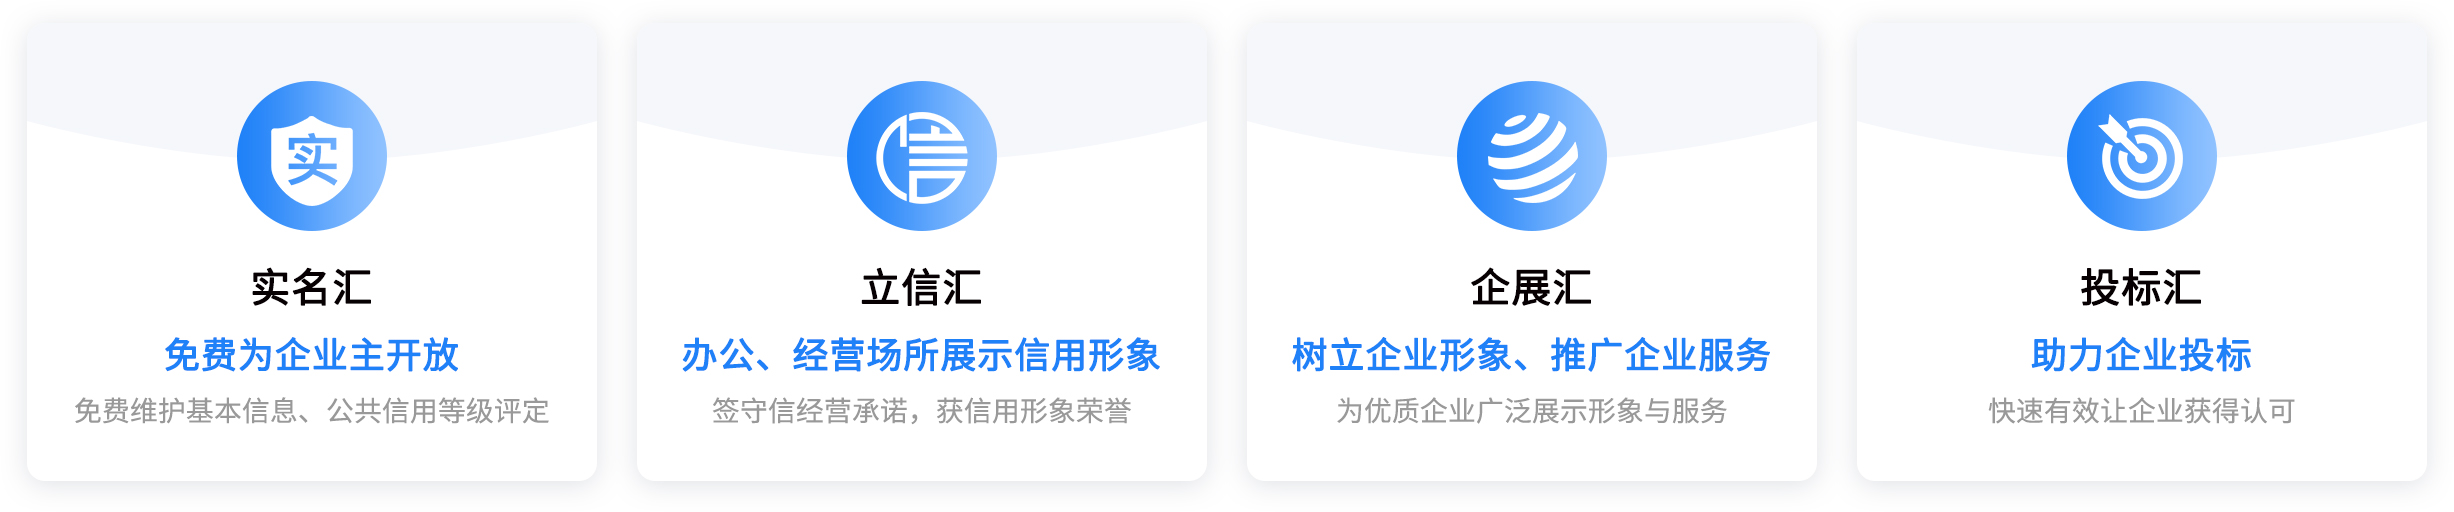 实
实名汇
免费为企业主开放
免费维护基本信息、公共信用等级评定
信
立信汇
办公、经营场所展示信用形象
签守信经营承诺，获信用形象荣誉
企展汇
树立企业形象、推广企业服务
为优质企业广泛展示形象与服务
投标汇
助力企业投标
快速有效让企业获得认可